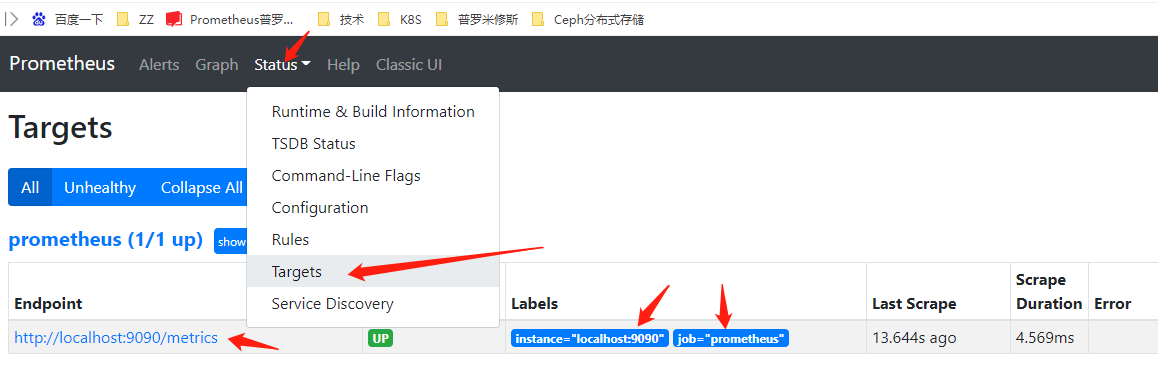 百度一下 ZZ Prometheus普罗... 技术 K8S 普罗米修斯 Ceph分布式存储
Prometheus Alerts Graph Status Help Classic UI
Runtime & Build Information
TSDB Status
Command-Line Flags
Configuration
Rules
Targets
Service Discovery
Targets
All Unhealthy Collapse All
prometheus (1/1 up) show
Endpoint Labels Last Scrape Scrape Duration Error
http://localhost:9090/metrics UP instance="localhost:9090" job="prometheus" 13.644s ago 4.569ms